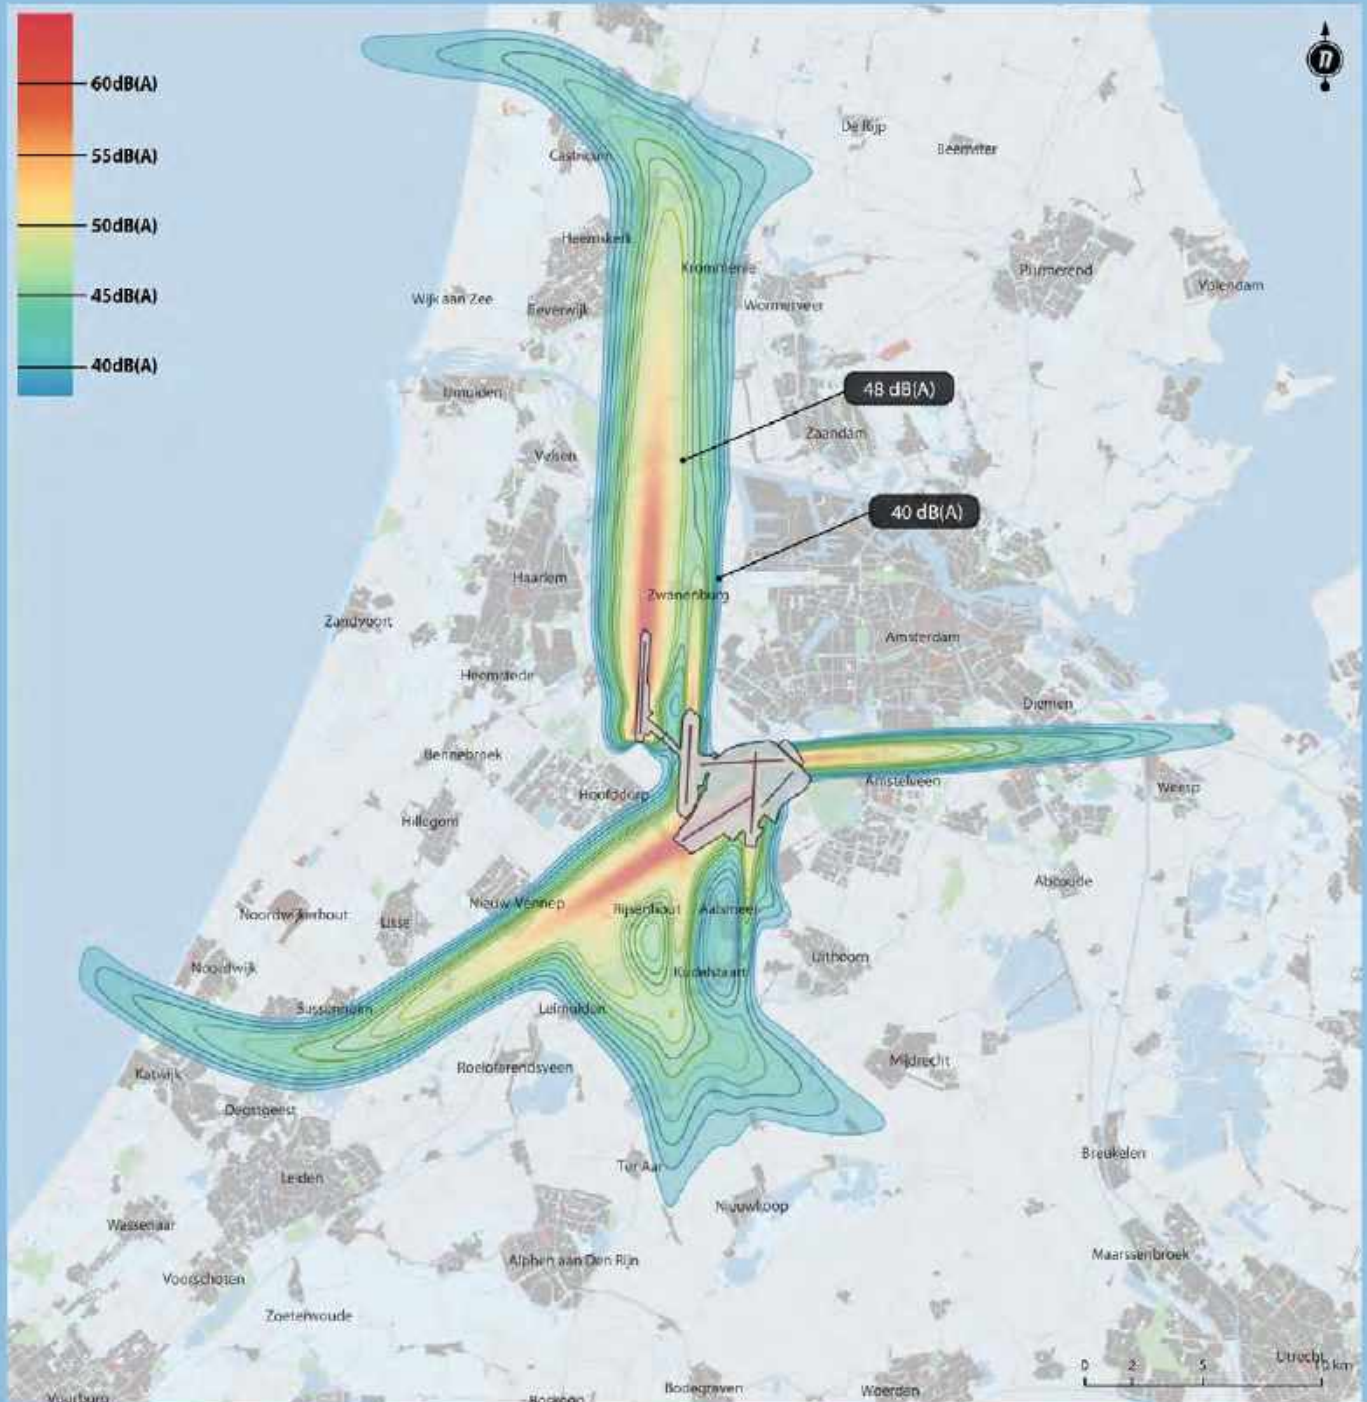 60dB(A)
55dB(A)
50dB(A)
45dB(A)
40dB(A)
n
De Rijp
Beemster
Castricum
Heemskerk
Krommenie
Purmerend
Volendam
Wijk aan Zee
Beverwijk
Wormerveer
48 dB(A)
IJmuiden
Zaandam
Velsen
40 dB(A)
Haarlem
Zwanenburg
Zandvoort
Amsterdam
Heemstede
Diemen
Bennebroek
Amstelveen
Weesp
Hoofddorp
Hillegom
Abcoude
Nieuw-Vennep
Rijsenhout
Aalsmeer
Noordwijkerhout
Lisse
Uithoorn
Noordwijk
Kudelstaart
Sassenheim
Leimuiden
Mijdrecht
Katwijk
Roelofarendsveen
Oegstgeest
Breukelen
Ter Aar
Leiden
Nieuwkoop
Wassenaar
Maarssenbroek
Alphen aan Den Rijn
Voorschoten
Zoeterwoude
Utrecht
0 2 5 10 km
Bodegraven
Woerden
Voorburg